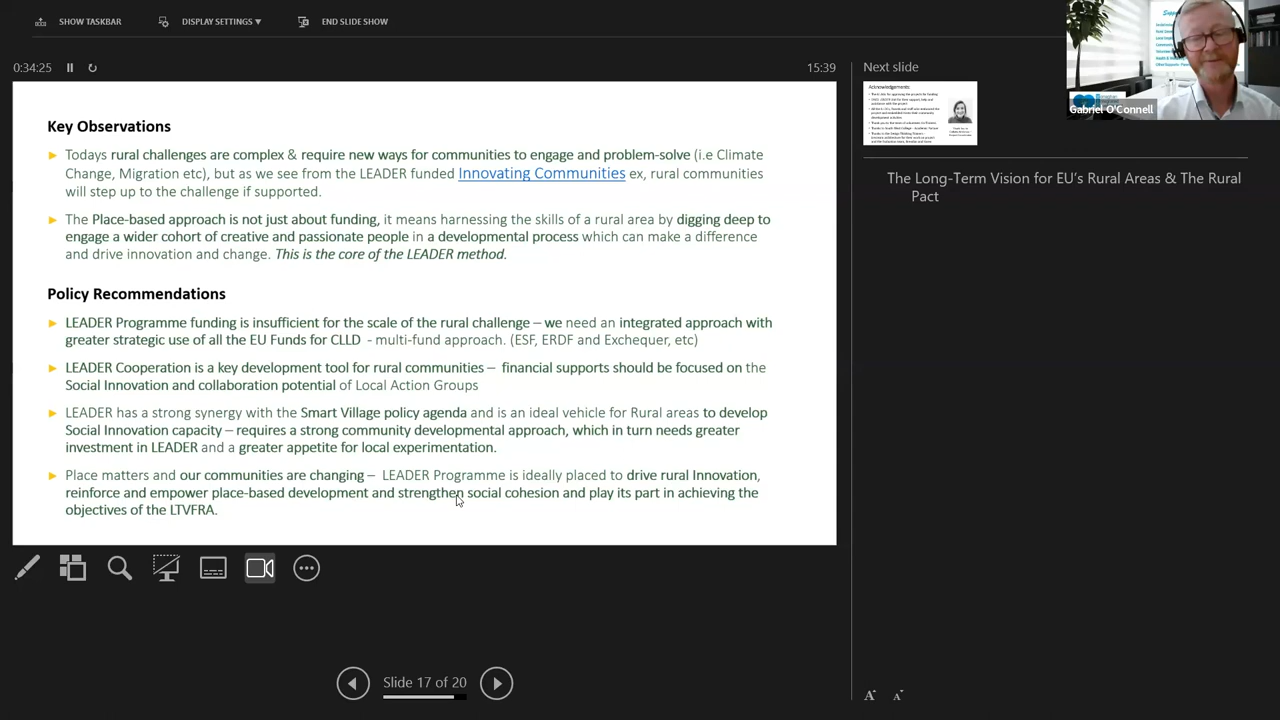 SHOW TASKBAR
DISPLAY SETTINGS ▼
END SLIDE SHOW
0:34:25
15:39
Key Observations
Todays rural challenges are complex & require new ways for communities to engage and problem-solve (i.e Climate
Change, Migration etc), but as we see from the LEADER funded Innovating Communities ex, rural communities
will step up to the challenge if supported.
The Place-based approach is not just about funding, it means harnessing the skills of a rural area by digging deep to
engage a wider cohort of creative and passionate people in a developmental process which can make a difference
and drive innovation and change. This is the core of the LEADER method.
Policy Recommendations
LEADER Programme funding is insufficient for the scale of the rural challenge – we need an integrated approach with
greater strategic use of all the EU Funds for CLLD - multi-fund approach. (ESF, ERDF and Exchequer, etc)
LEADER Cooperation is a key development tool for rural communities – financial supports should be focused on the
Social Innovation and collaboration potential of Local Action Groups
LEADER has a strong synergy with the Smart Village policy agenda and is an ideal vehicle for Rural areas to develop
Social Innovation capacity – requires a strong community developmental approach, which in turn needs greater
investment in LEADER and a greater appetite for local experimentation.
Place matters and our communities are changing – LEADER Programme is ideally placed to drive rural Innovation,
reinforce and empower place-based development and strengthen social cohesion and play its part in achieving the
objectives of the LTVFRA.
Slide 17 of 20
Gabriel O'Connell
Next slide
Acknowledgements
The Long-Term Vision for EU's Rural Areas & The Rural
Pact
A
A